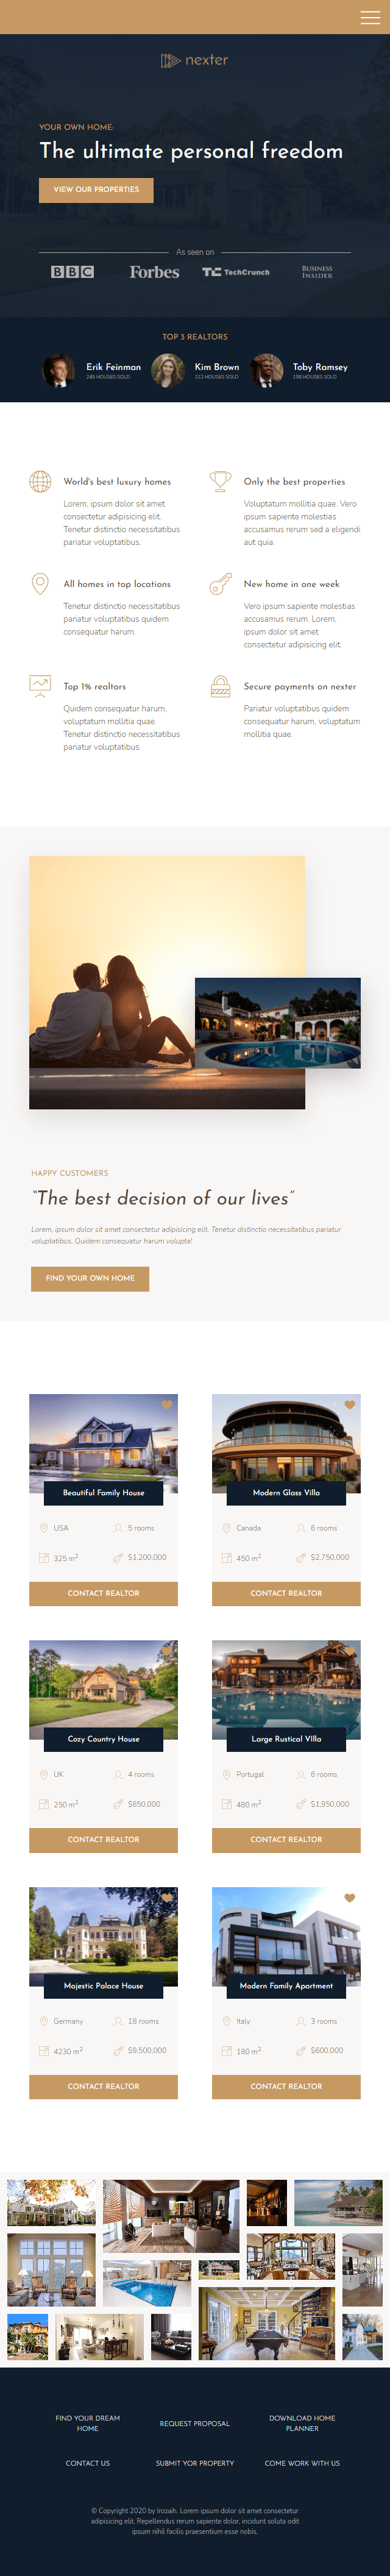 nexter
YOUR OWN HOME:
The ultimate personal freedom
VIEW OUR PROPERTIES
As seen on
BBC
Forbes
TechCrunch
BUSINESS
INSIDER
TOP 3 REALTORS
Erik Feinman
245 HOUSES SOLD
Kim Brown
212 HOUSES SOLD
Toby Ramsey
198 HOUSES SOLD
World's best luxury homes
Lorem, ipsum dolor sit amet
consectetur adipisicing elit.
Tenetur distinctio necessitatibus
pariatur voluptatibus.
Only the best properties
Voluptatum mollitia quae. Vero
ipsum sapiente molestias
accusamus rerum sed a eligendi
aut quia.
All homes in top locations
Tenetur distinctio necessitatibus
pariatur voluptatibus quidem
consequatur harum.
New home in one week
Vero ipsum sapiente molestias
accusamus rerum. Lorem,
ipsum dolor sit amet
consectetur adipisicing elit.
Top 1% realtors
Quidem consequatur harum,
voluptatum mollitia quae.
Tenetur distinctio necessitatibus
pariatur voluptatibus.
Secure payments on nexter
Pariatur voluptatibus quidem
consequatur harum, voluptatum
mollitia quae.
HAPPY CUSTOMERS
“The best decision of our lives”
Lorem, ipsum dolor sit amet consectetur adipisicing elit. Tenetur distinctio necessitatibus pariatur
voluptatibus. Quidem consequatur harum volupta!
FIND YOUR OWN HOME
Beautiful Family House
USA
5 rooms
325 m²
$1,200,000
CONTACT REALTOR
Modern Glass Villa
Canada
6 rooms
450 m²
$2,750,000
CONTACT REALTOR
Cozy Country House
UK
4 rooms
250 m²
$850,000
CONTACT REALTOR
Large Rustical Villa
Portugal
6 rooms
480 m²
$1,950,000
CONTACT REALTOR
Majestic Palace House
Germany
18 rooms
4230 m²
$9,500,000
CONTACT REALTOR
Modern Family Apartment
Italy
3 rooms
180 m²
$600,000
CONTACT REALTOR
FIND YOUR DREAM
HOME
REQUEST PROPOSAL
DOWNLOAD HOME
PLANNER
CONTACT US
SUBMIT YOR PROPERTY
COME WORK WITH US
© Copyright 2020 by Irozaih. Lorem ipsum dolor sit amet consectetur
adipisicing elit. Repellendus rerum sapiente dolor, incidunt soluta odit
ipsum nihil facilis praesentium esse nobis.